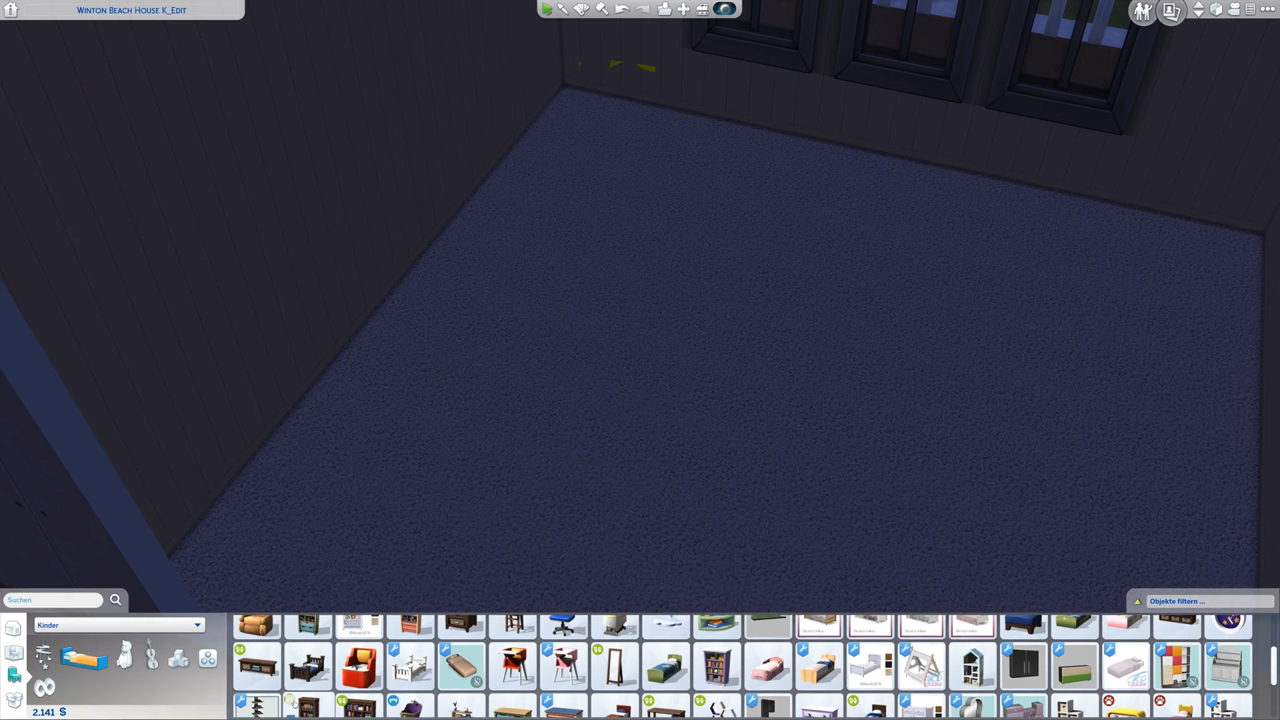 Winton Beach House K_Edit
Suchen
Objekte filtern ...
Kinder
2.141 S